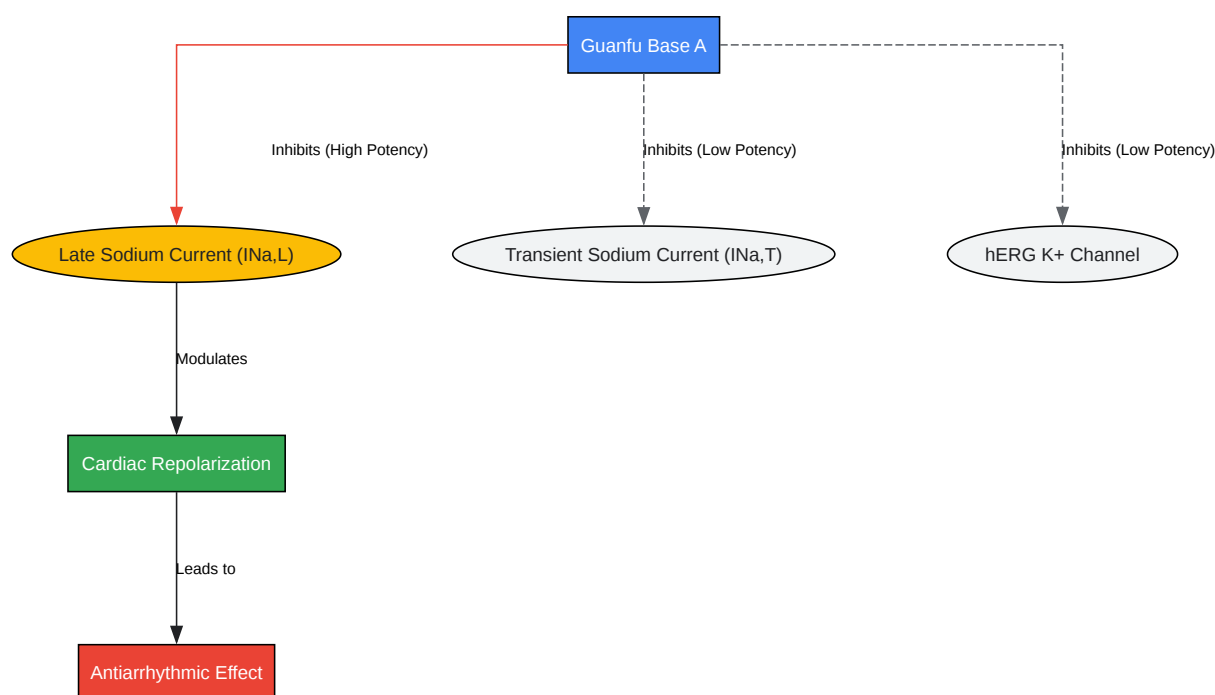 Guanfu Base A
Inhibits (High Potency)
Inhibits (Low Potency)
Inhibits (Low Potency)
Late Sodium Current (INa,L)
Transient Sodium Current (INa,T)
hERG K+ Channel
Modulates
Cardiac Repolarization
Leads to
Antiarrhythmic Effect